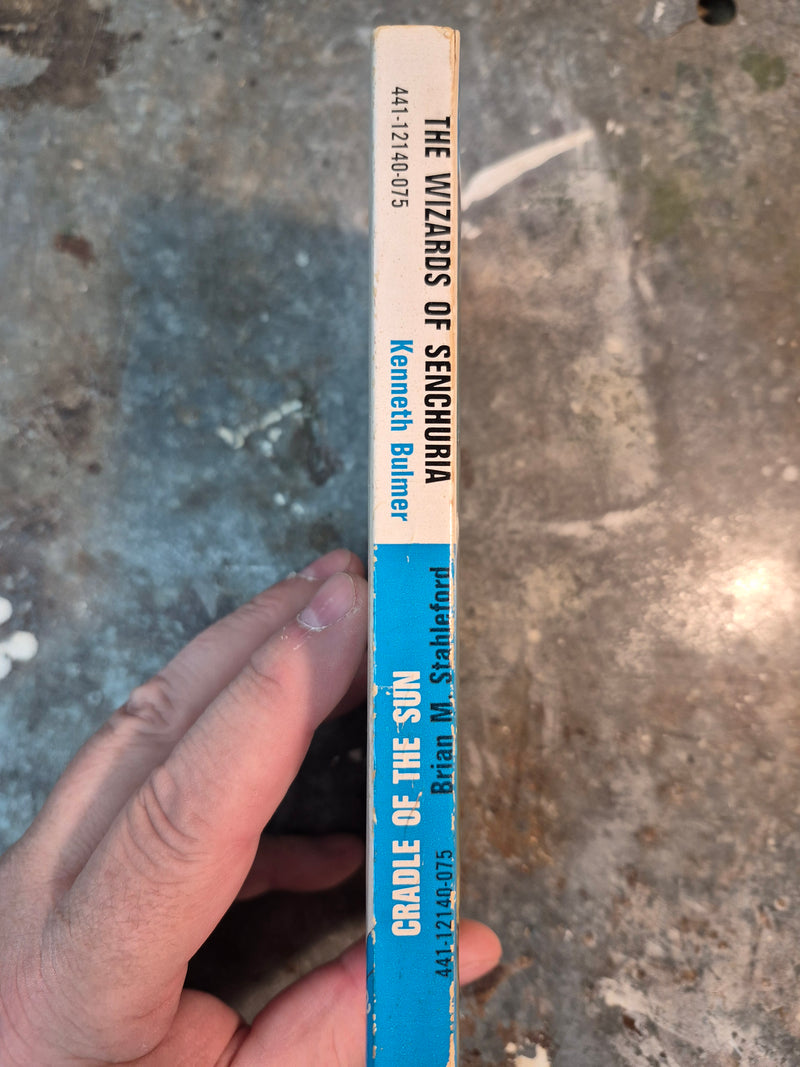 THE WIZARDS OF SENCHURIA
441-12140-075
Kenneth Bulmer
CRADLE OF THE SUN
Brian M. Stableford
441-12140-075